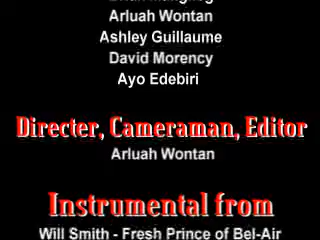 Arluah Wontan
Ashley Guillaume
David Morency
Ayo Edebiri
Directer, Cameraman, Editor
Arluah Wontan
Instrumental from
Will Smith - Fresh Prince of Bel-Air